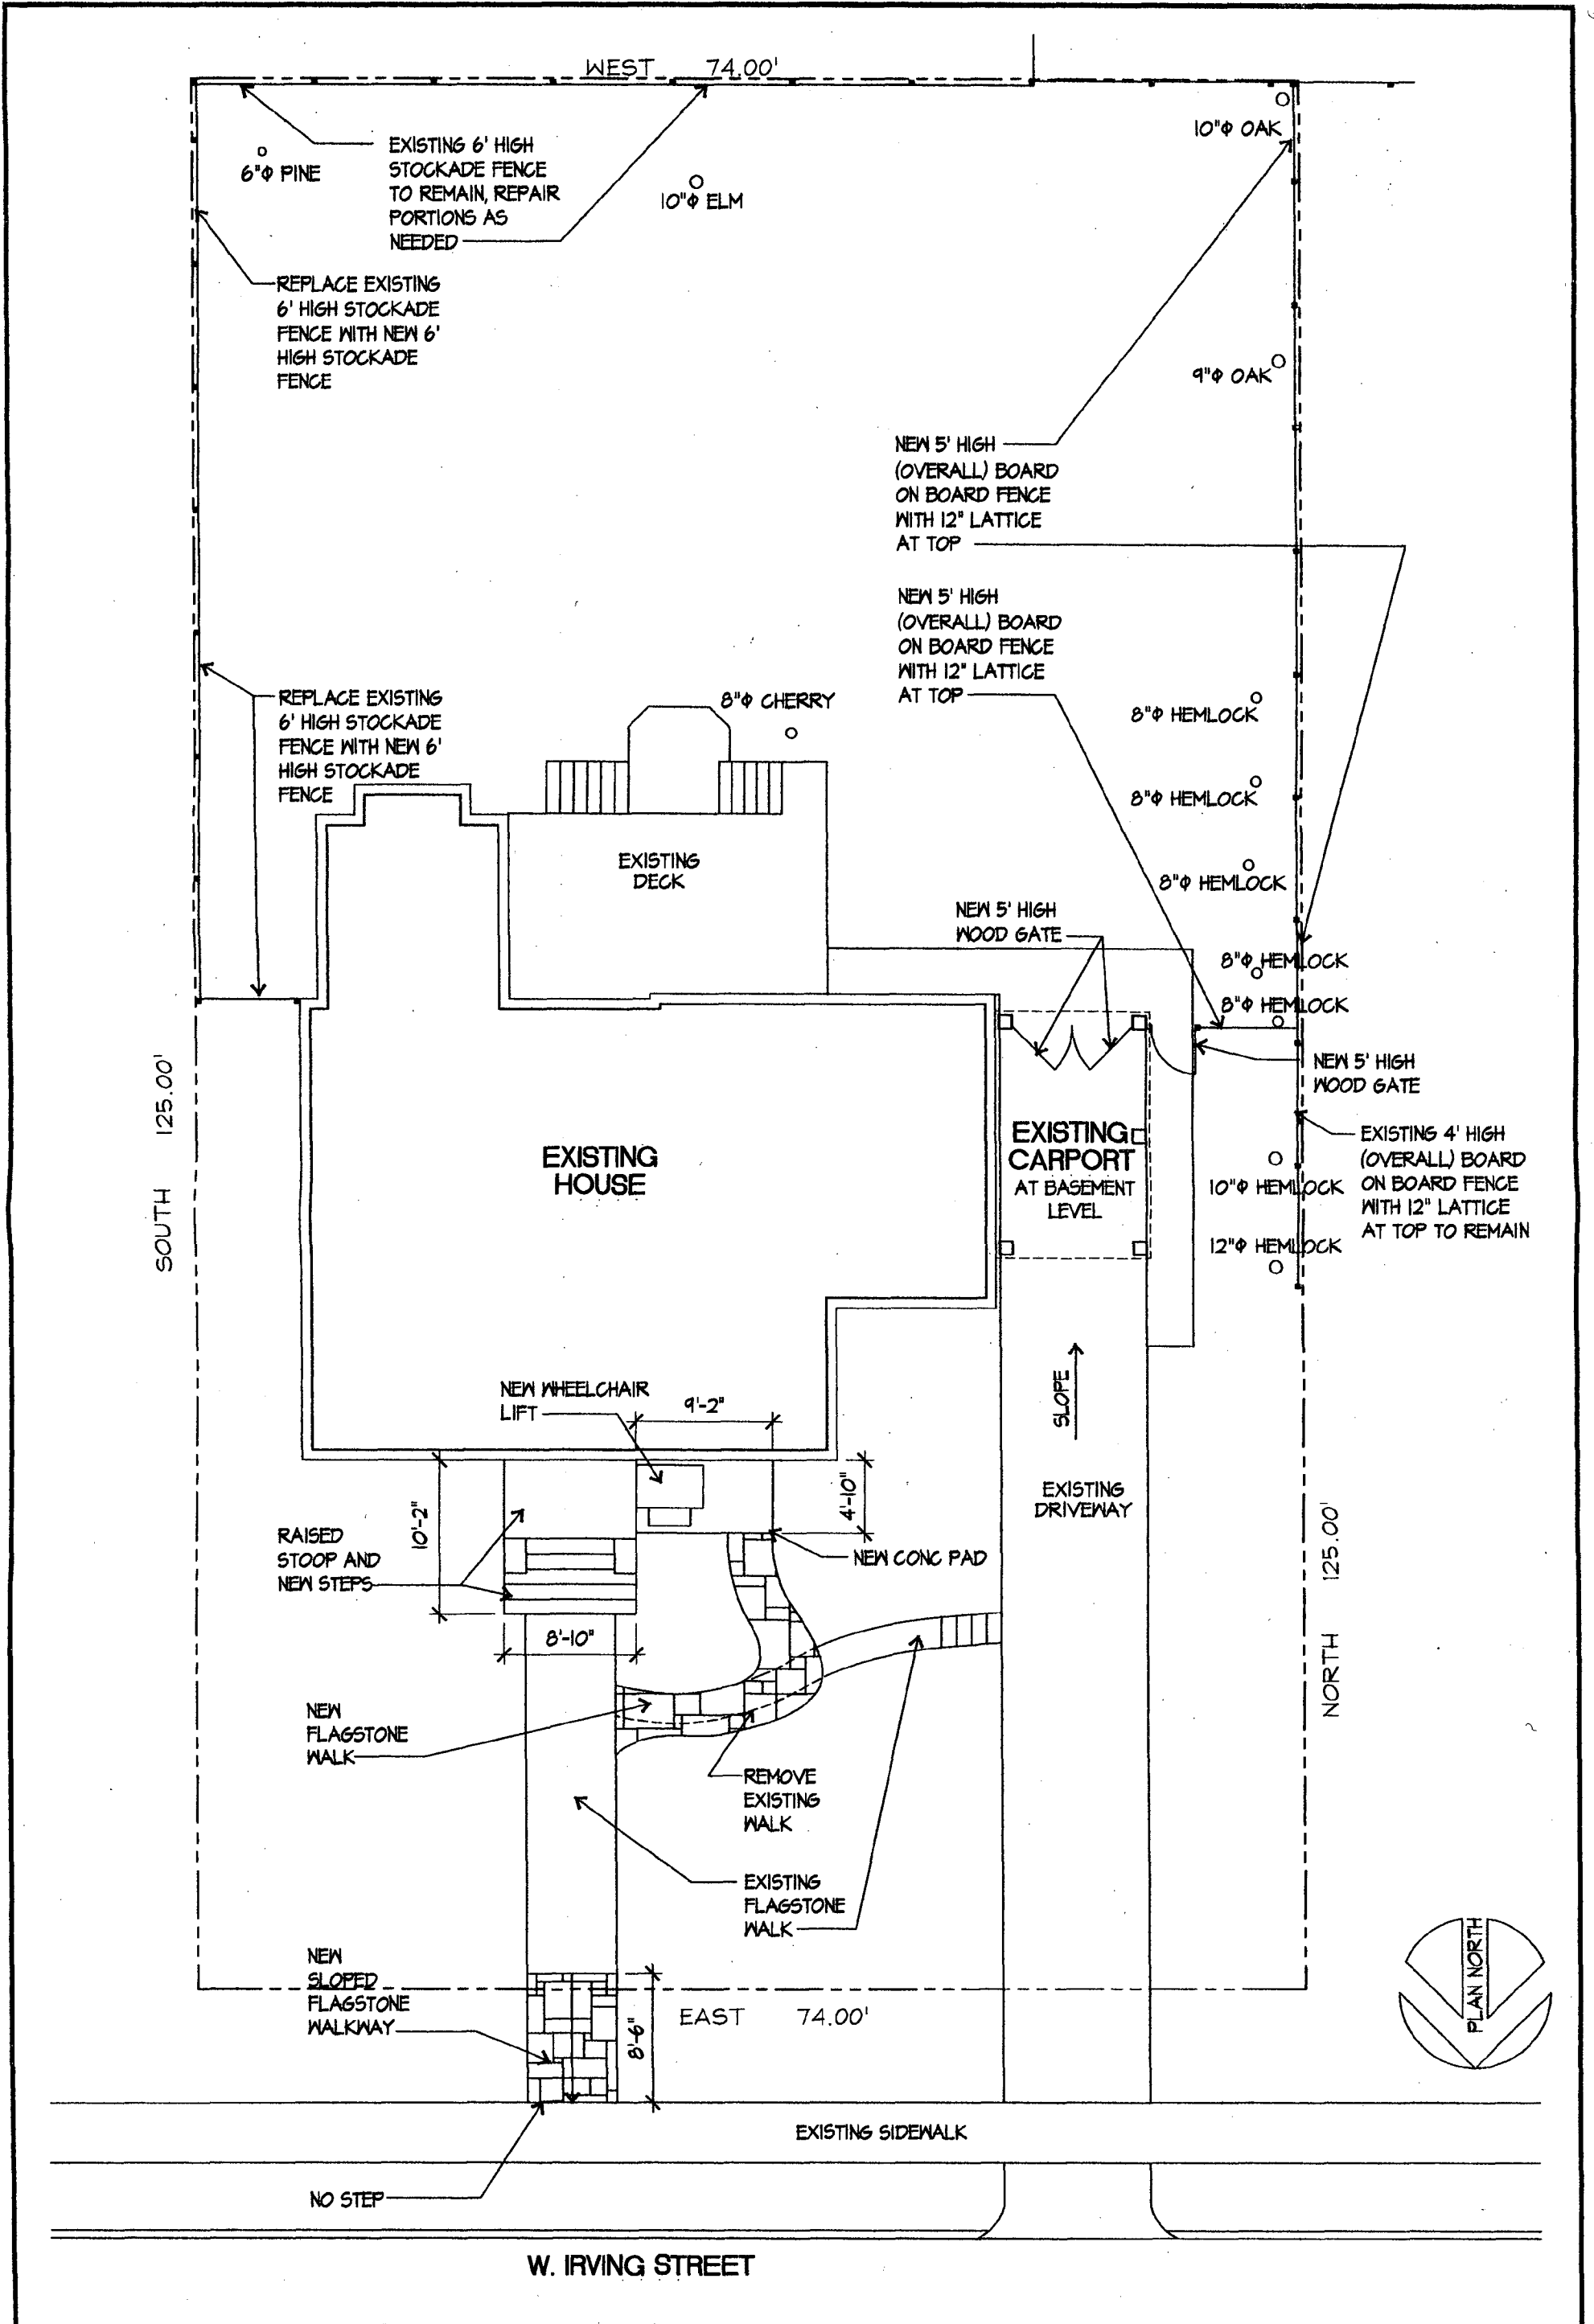 WEST 74.00'
10"Φ OAK
6"Φ PINE
EXISTING 6' HIGH
STOCKADE FENCE
TO REMAIN, REPAIR
PORTIONS AS
NEEDED
10"Φ ELM
REPLACE EXISTING
6' HIGH STOCKADE
FENCE WITH NEW 6'
HIGH STOCKADE
FENCE
9"Φ OAK
NEW 5' HIGH
(OVERALL) BOARD
ON BOARD FENCE
WITH 12" LATTICE
AT TOP
NEW 5' HIGH
(OVERALL) BOARD
ON BOARD FENCE
WITH 12" LATTICE
AT TOP
REPLACE EXISTING
6' HIGH STOCKADE
FENCE WITH NEW 6'
HIGH STOCKADE
FENCE
8"Φ CHERRY
8"Φ HEMLOCK
8"Φ HEMLOCK
EXISTING
DECK
8"Φ HEMLOCK
NEW 5' HIGH
WOOD GATE
8"Φ HEMLOCK
8"Φ HEMLOCK
NEW 5' HIGH
WOOD GATE
SOUTH 125.00'
EXISTING
HOUSE
EXISTING
CARPORT
AT BASEMENT
LEVEL
EXISTING 4' HIGH
(OVERALL) BOARD
ON BOARD FENCE
WITH 12" LATTICE
AT TOP TO REMAIN
10"Φ HEMLOCK
12"Φ HEMLOCK
NEW WHEELCHAIR
LIFT
9'-2"
SLOPE
10'-2"
4'-10"
EXISTING
DRIVEWAY
RAISED
STOOP AND
NEW STEPS
NEW CONC PAD
8'-10"
NORTH 125.00'
NEW
FLAGSTONE
WALK
REMOVE
EXISTING
WALK
EXISTING
FLAGSTONE
WALK
NEW
SLOPED
FLAGSTONE
WALKWAY
EAST 74.00'
8'-6"
PLAN NORTH
EXISTING SIDEWALK
NO STEP
W. IRVING STREET